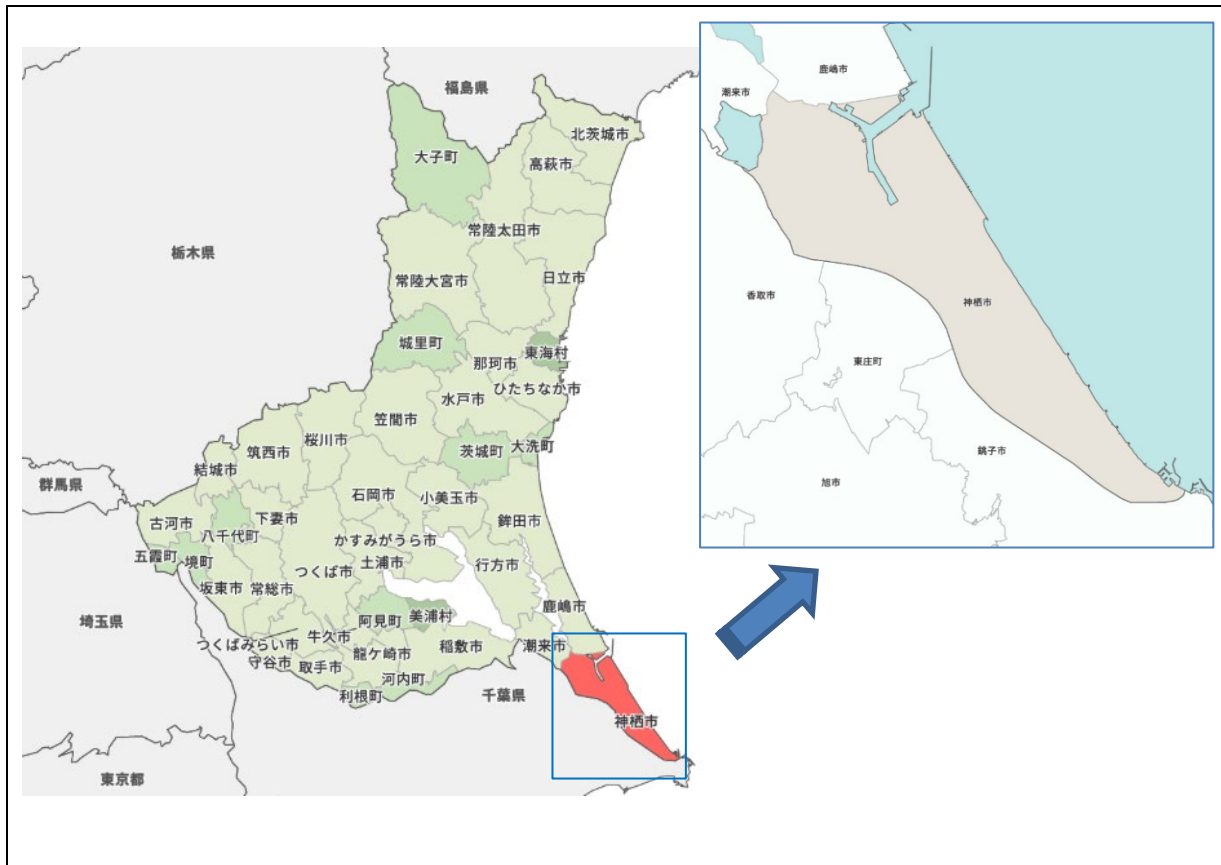 福島県
北茨城市
大子町
高萩市
常陸太田市
栃木県
常陸大宮市
日立市
城里町
那珂市
東海村
ひたちなか市
水戸市
笠間市
桜川市
筑西市
茨城町
大洗町
結城市
群馬県
石岡市
小美玉市
鉾田市
古河市
下妻市
八千代町
かすみがうら市
五霞町
境町
つくば市
土浦市
行方市
坂東市
常総市
鹿嶋市
埼玉県
阿見町
美浦村
牛久市
つくばみらい市
稲敷市
潮来市
守谷市
取手市
龍ケ崎市
河内町
利根町
千葉県
神栖市
東京都
鹿嶋市
潮来市
香取市
神栖市
東庄町
銚子市
旭市